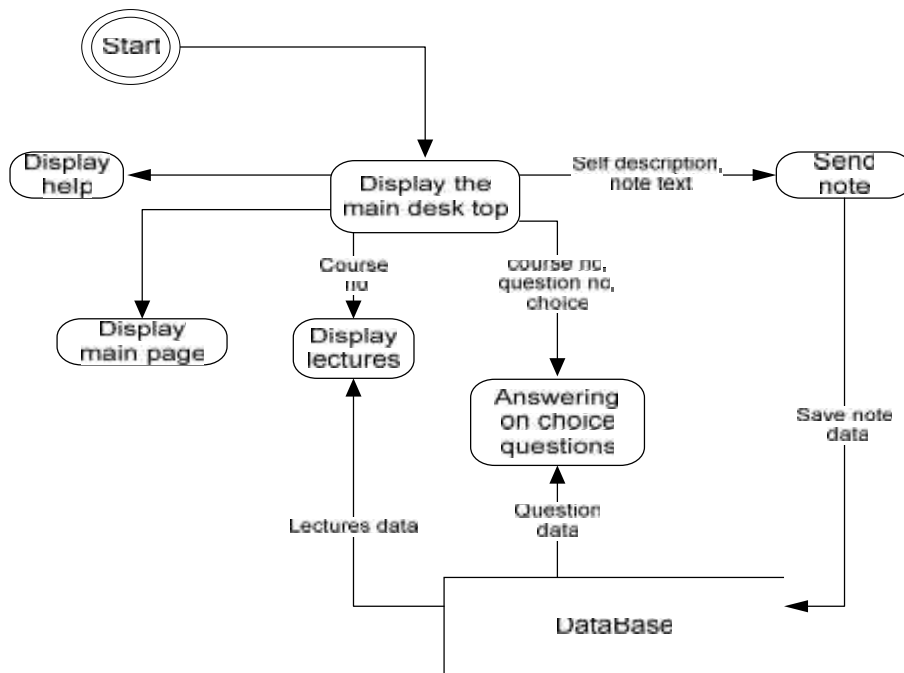 Start
Display
help
Display the
main desk top
Self description,
note text
Send
note
Course
no
course no,
question no,
choice
Display
main page
Display
lectures
Answering
on choice
questions
Save note
data
Lectures data
Question
data
DataBase